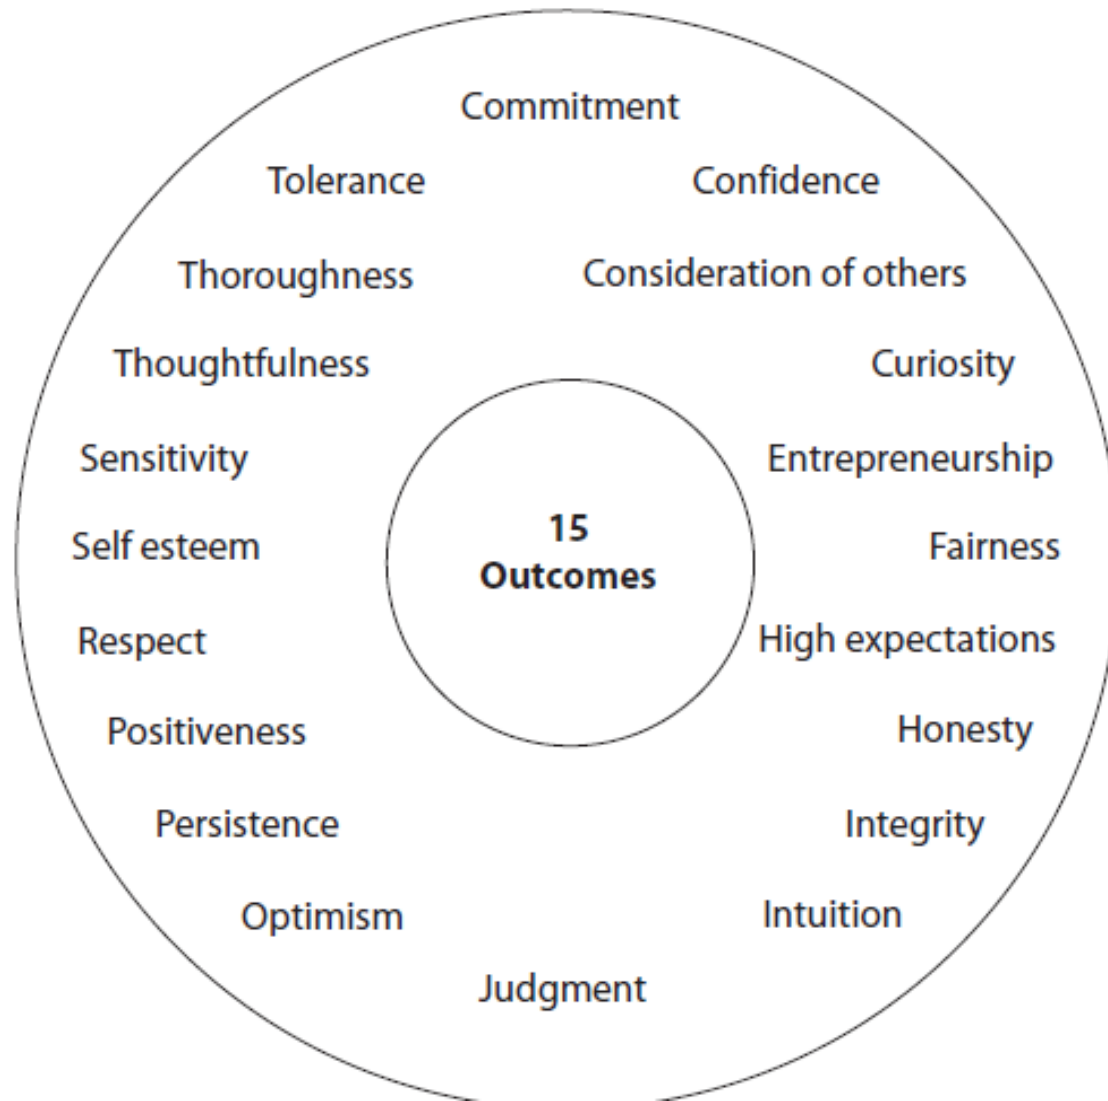 Commitment
Tolerance
Confidence
Thoroughness
Consideration of others
Thoughtfulness
Curiosity
Sensitivity
Entrepreneurship
15
Outcomes
Self esteem
Fairness
Respect
High expectations
Positiveness
Honesty
Persistence
Integrity
Optimism
Intuition
Judgment